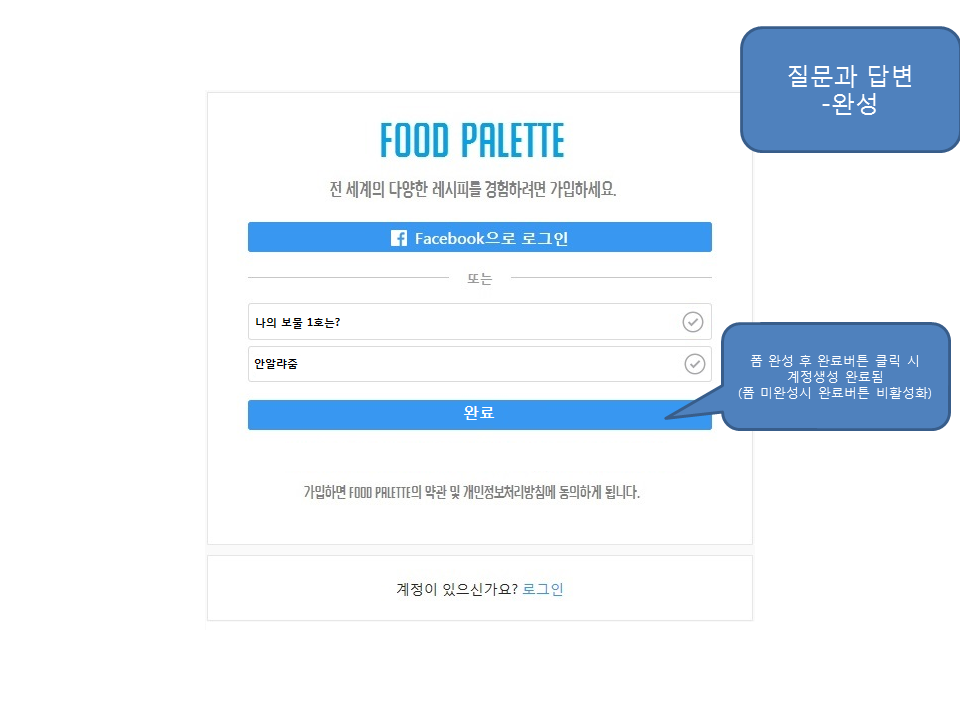 질문과 답변
-완성
FOOD PALETTE
전 세계의 다양한 레시피를 경험하려면 가입하세요.
Facebook으로 로그인
또는
나의 보물 1호는?
안알랴줌
폼 완성 후 완료버튼 클릭 시
계정생성 완료됨
(폼 미완성시 완료버튼 비활성화)
완료
가입하면 FOOD PALETTE의 약관 및 개인정보처리방침에 동의하게 됩니다.
계정이 있으신가요? 로그인